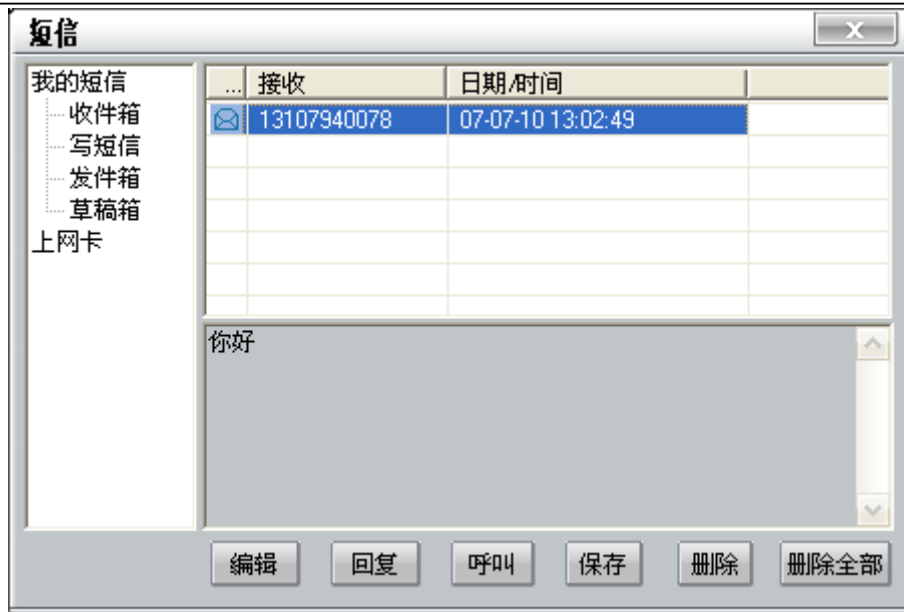 短信
我的短信
收件箱
写短信
发件箱
草稿箱
上网卡
... 接收 日期/时间
13107940078 07-07-10 13:02:49
你好
编辑 回复 呼叫 保存 删除 删除全部